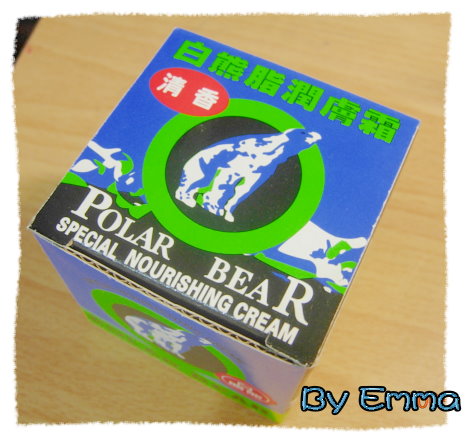 白熊脂潤膚霜
清香
POLAR BEAR
SPECIAL NOURISHING CREAM
By Emma